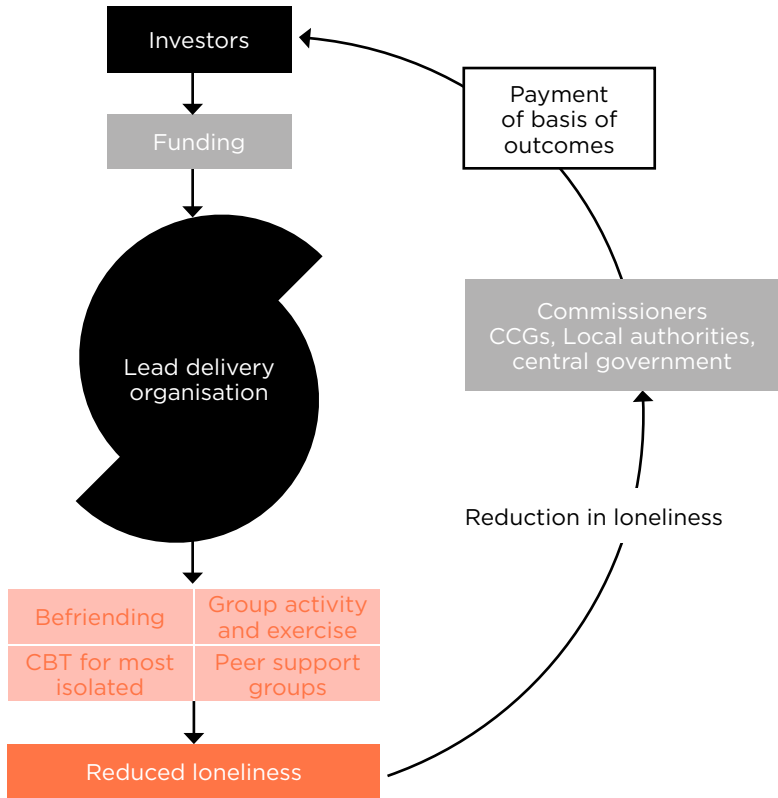 Investors
Funding
Lead delivery
organisation
Befriending
Group activity
and exercise
CBT for most
isolated
Peer support
groups
Reduced loneliness
Reduction in loneliness
Commissioners
CCGs, Local authorities,
central government
Payment
of basis of
outcomes